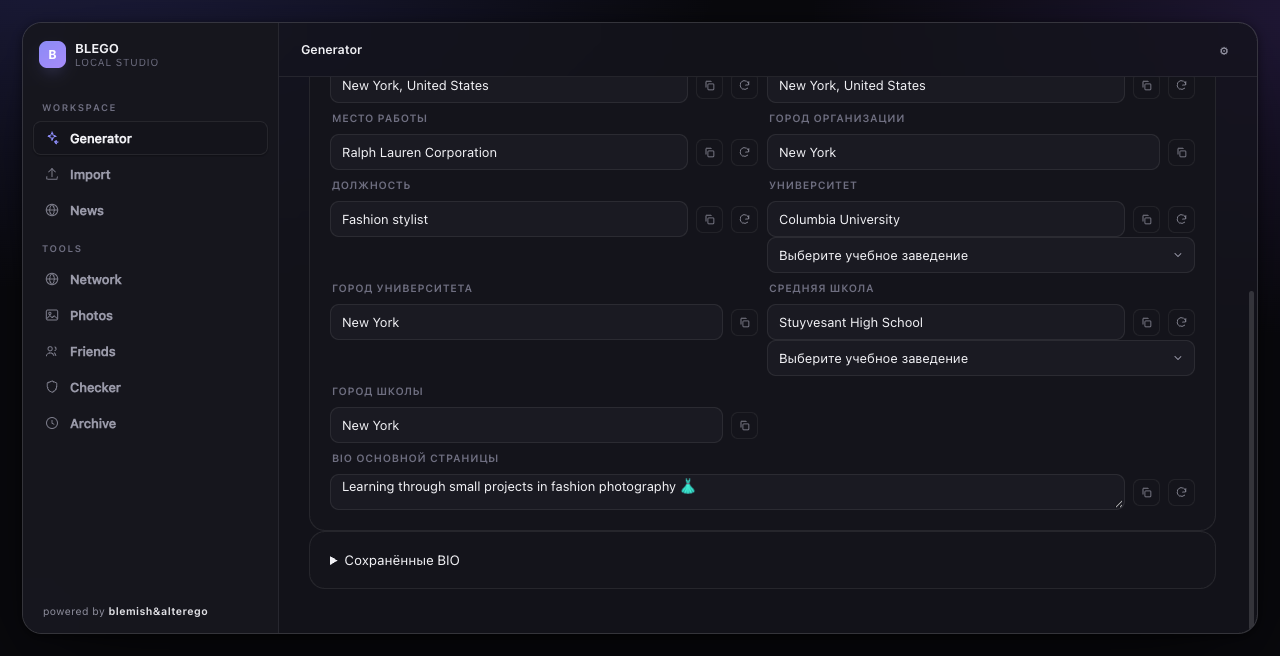 B
BLEGO
LOCAL STUDIO
WORKSPACE
Generator
Import
News
TOOLS
Network
Photos
Friends
Checker
Archive
powered by blemish&alterego
Generator
New York, United States
New York, United States
МЕСТО РАБОТЫ
ГОРОД ОРГАНИЗАЦИИ
Ralph Lauren Corporation
New York
ДОЛЖНОСТЬ
УНИВЕРСИТЕТ
Fashion stylist
Columbia University
Выберите учебное заведение
ГОРОД УНИВЕРСИТЕТА
СРЕДНЯЯ ШКОЛА
New York
Stuyvesant High School
Выберите учебное заведение
ГОРОД ШКОЛЫ
New York
BIO ОСНОВНОЙ СТРАНИЦЫ
Learning through small projects in fashion photography 👗
Сохранённые BIO